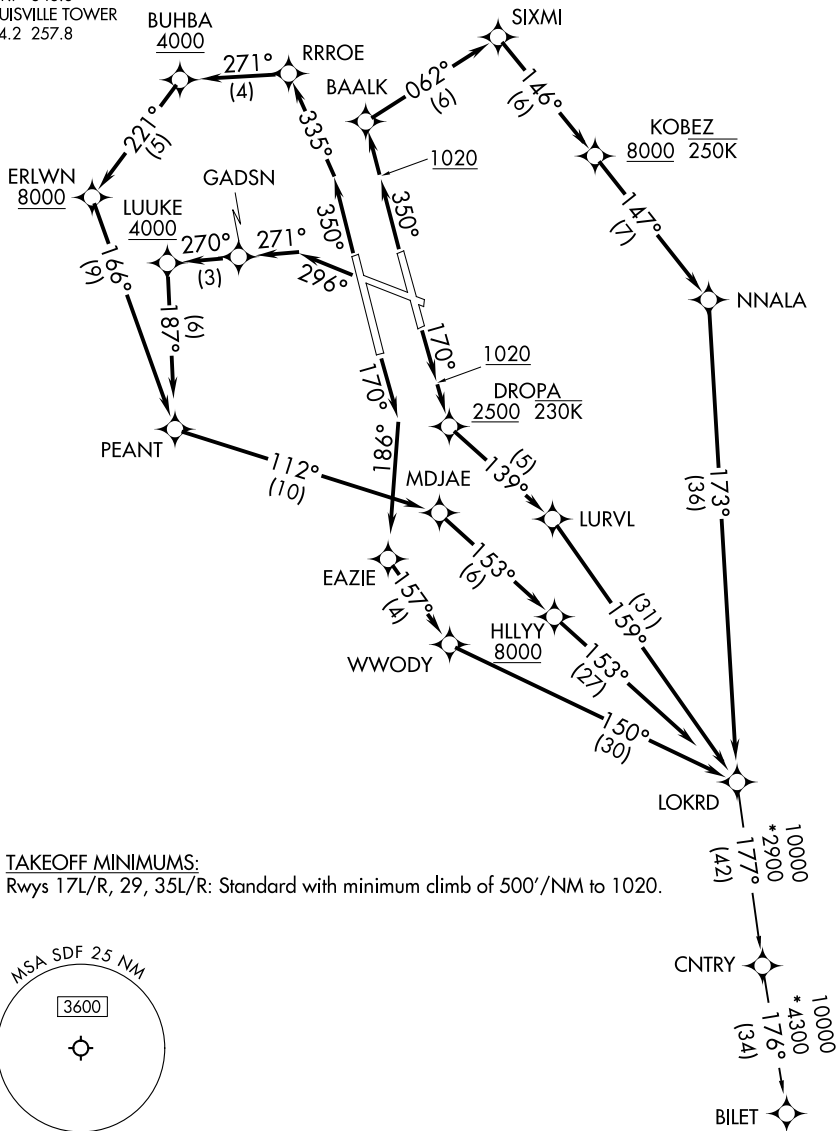 UISVILLE TOWER
4.2 257.8
BUHBA
4000
RRROE
271°
(4)
335°
350°
221°
(5)
ERLWN
8000
LUUKE
4000
GADSN
270°
(3)
271°
296°
166°
(9)
187°
(6)
PEANT
BAALK
062°
(6)
SIXMI
146°
(6)
KOBEZ
8000 250K
147°
(7)
NNALA
1020
350°
170°
1020
DROPA
2500 230K
170°
186°
139°
(5)
LURVL
112°
(10)
MDJAE
153°
(6)
EAZIE
157°
(4)
WWODY
HLLYY
8000
153°
(27)
159°
(31)
173°
(36)
150°
(30)
LOKRD
10000
*2900
177°
(42)
CNTRY
10000
*4300
176°
(34)
BILET
TAKEOFF MINIMUMS:
Rwys 17L/R, 29, 35L/R: Standard with minimum climb of 500'/NM to 1020.
MSA SDF 25 NM
3600